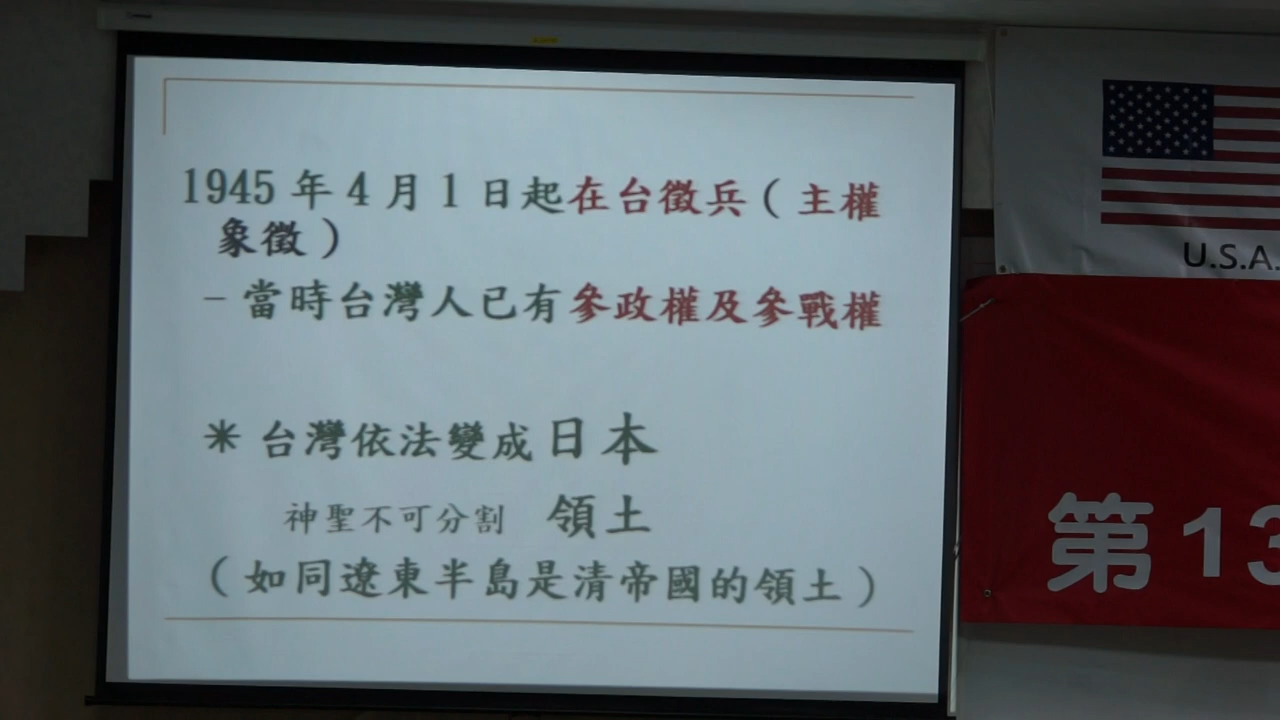 1945 年 4 月 1 日起在台徵兵（主權
象徵）
－當時台灣人已有參政權及參戰權
＊台灣依法變成日本
神聖不可分割 領土
（如同遼東半島是清帝國的領土）
U.S.A.
第 13